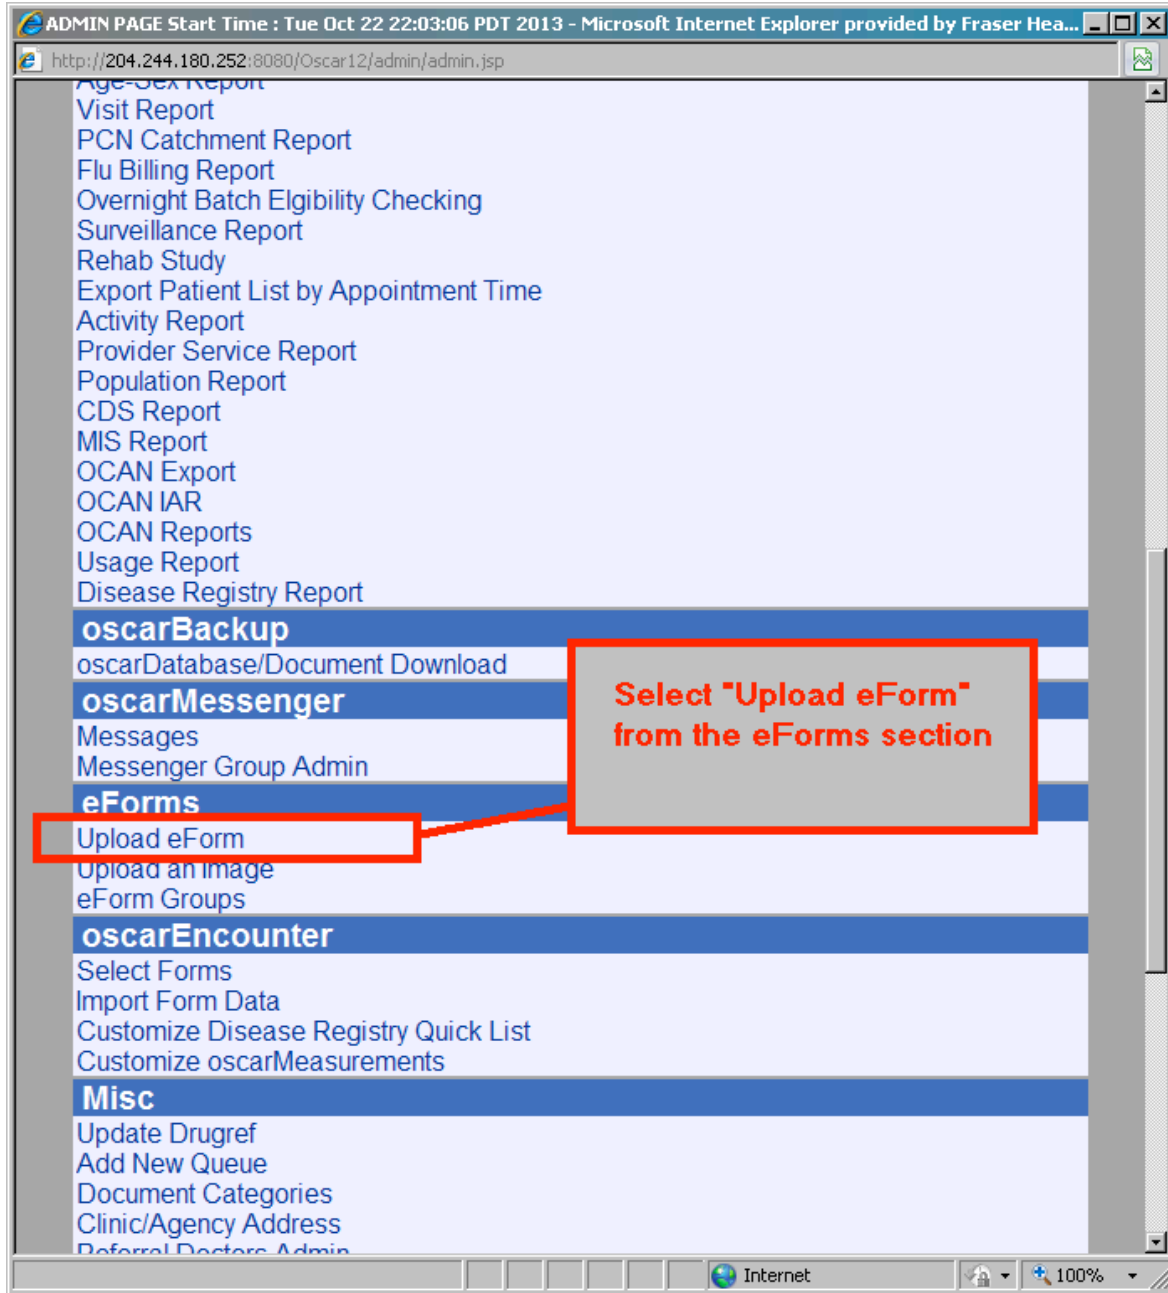 ADMIN PAGE Start Time : Tue Oct 22 22:03:06 PDT 2013 - Microsoft Internet Explorer provided by Fraser Hea...
http://204.244.180.252:8080/Oscar12/admin/admin.jsp
Age-Sex Report
Visit Report
PCN Catchment Report
Flu Billing Report
Overnight Batch Elgibility Checking
Surveillance Report
Rehab Study
Export Patient List by Appointment Time
Activity Report
Provider Service Report
Population Report
CDS Report
MIS Report
OCAN Export
OCAN IAR
OCAN Reports
Usage Report
Disease Registry Report
oscarBackup
oscarDatabase/Document Download
oscarMessenger
Messages
Messenger Group Admin
Select "Upload eForm"
from the eForms section
eForms
Upload eForm
Upload an Image
eForm Groups
oscarEncounter
Select Forms
Import Form Data
Customize Disease Registry Quick List
Customize oscarMeasurements
Misc
Update Drugref
Add New Queue
Document Categories
Clinic/Agency Address
Referral Doctors Admin
Internet
100%